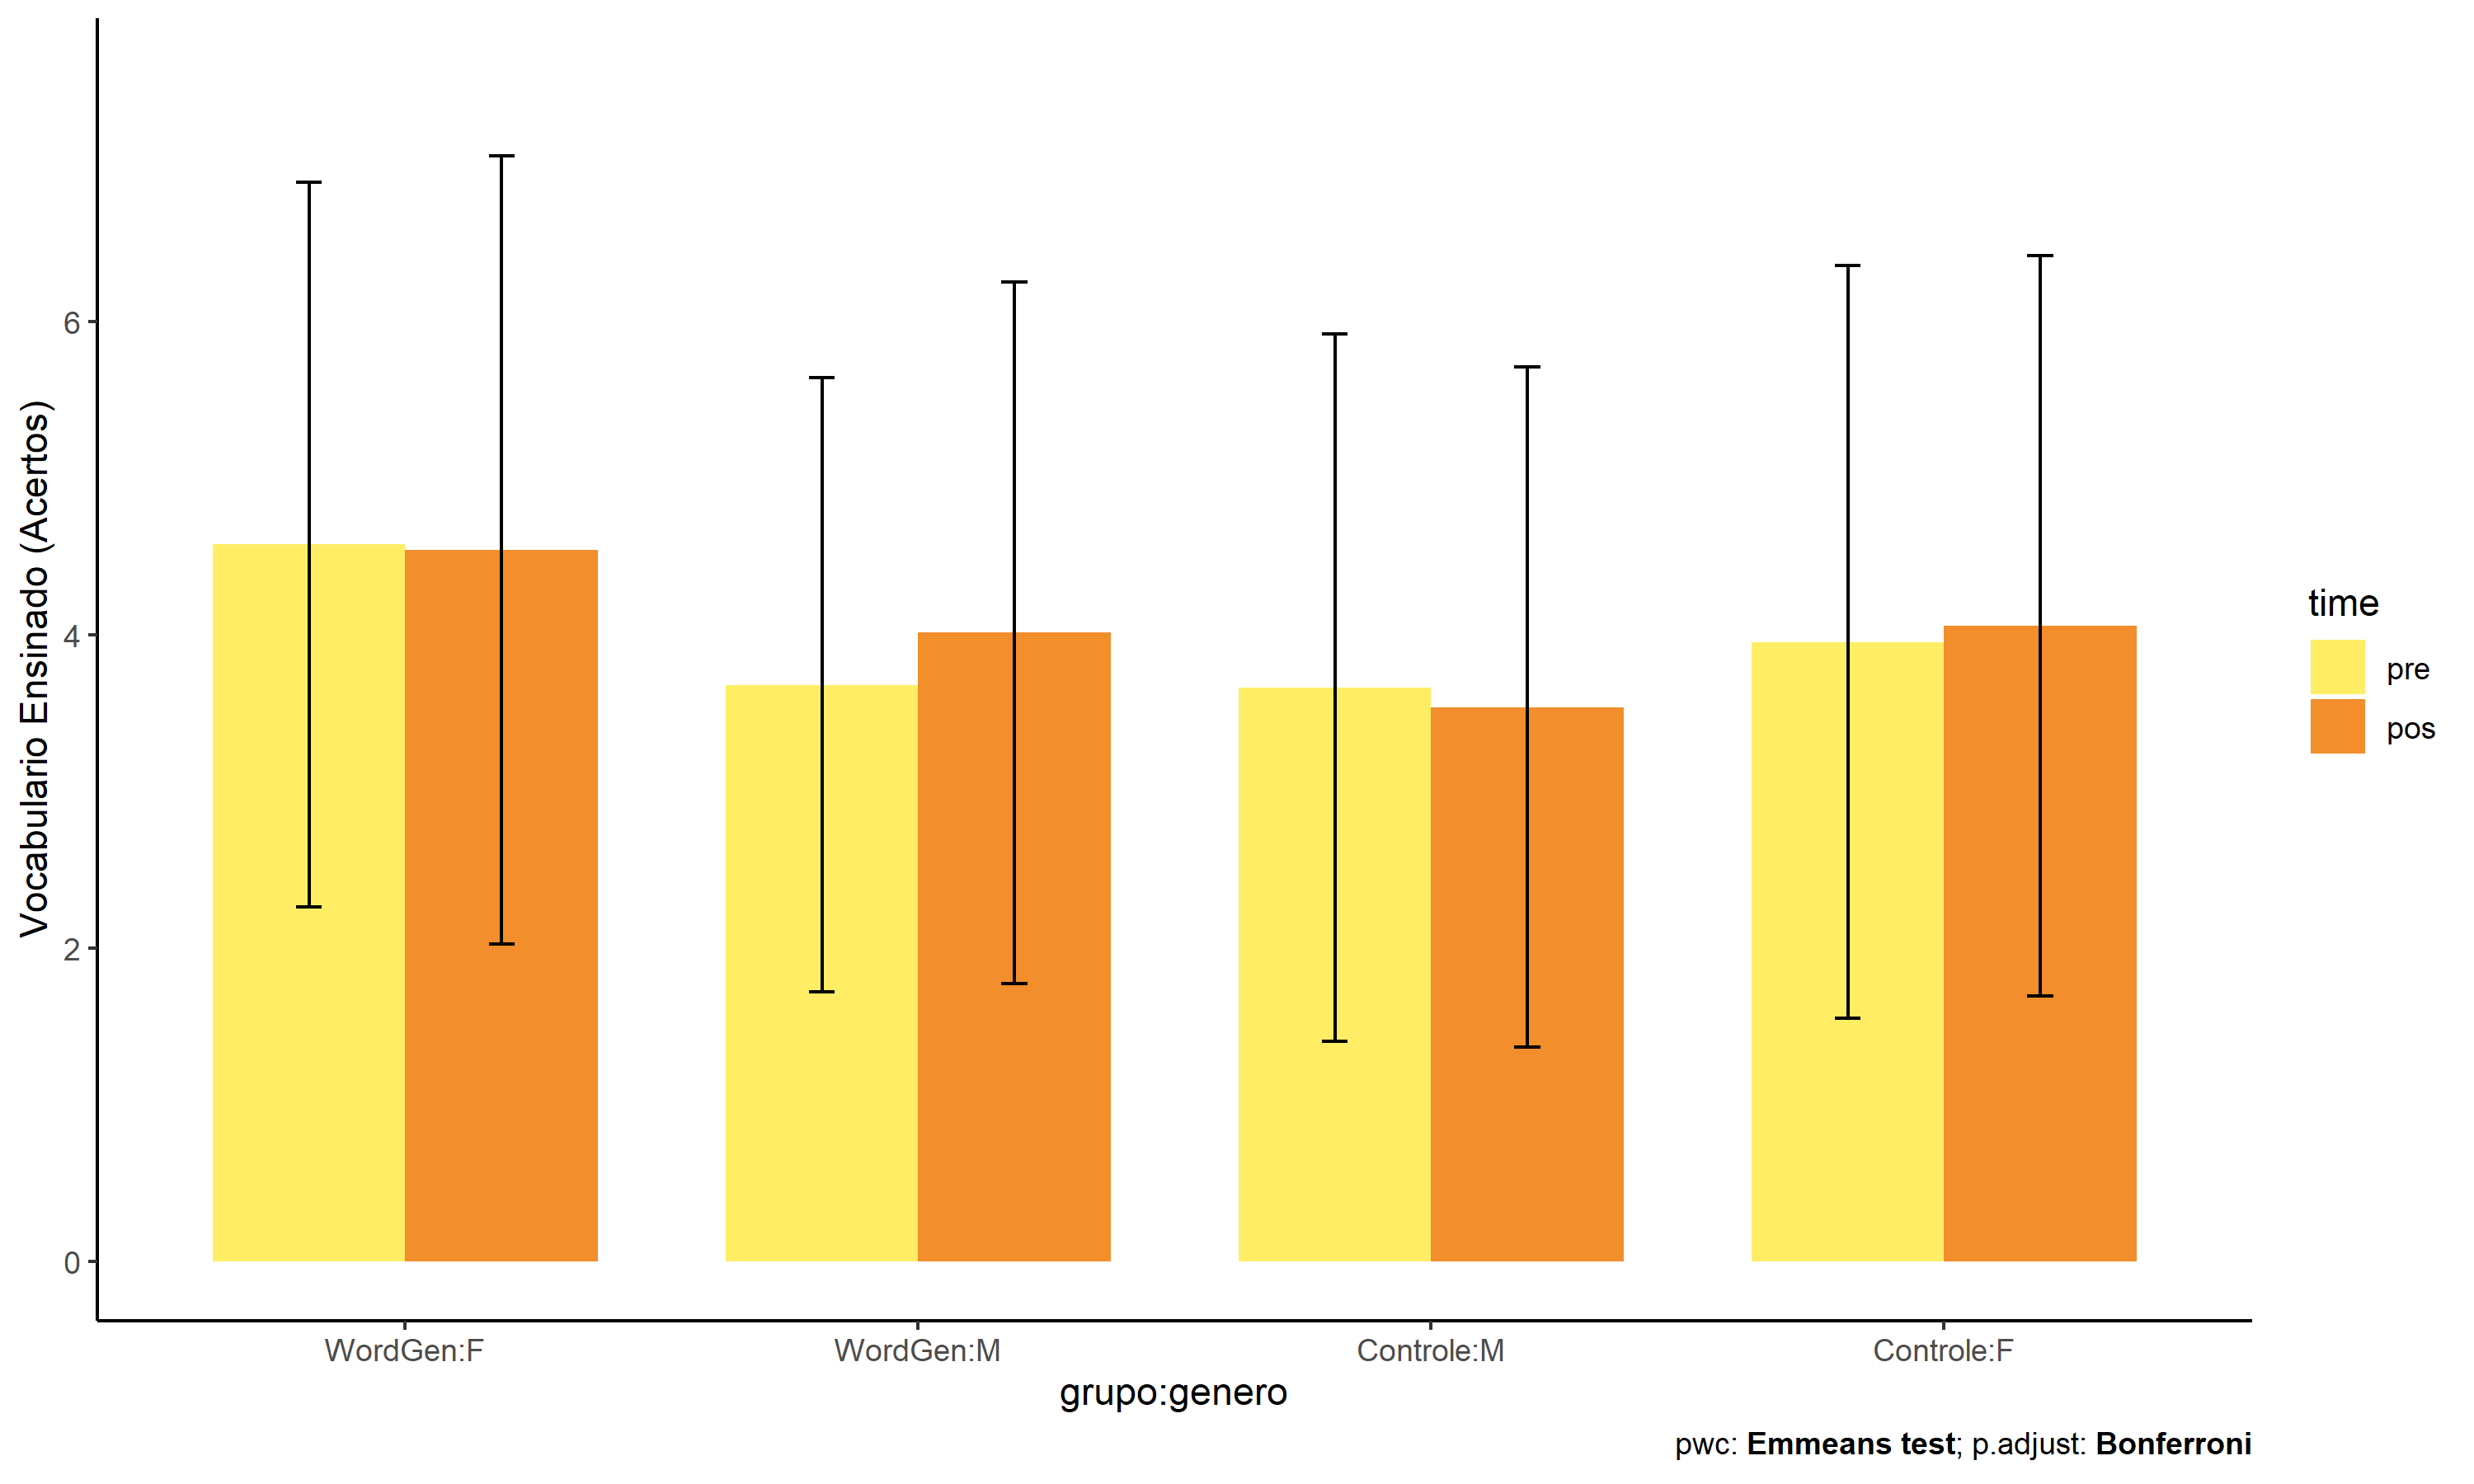 Vocabulario Ensinado (Acertos)
6
4
2
0
WordGen:F
WordGen:M
Controle:M
Controle:F
grupo:genero
time
pre
pos
pwc: Emmeans test; p.adjust: Bonferroni